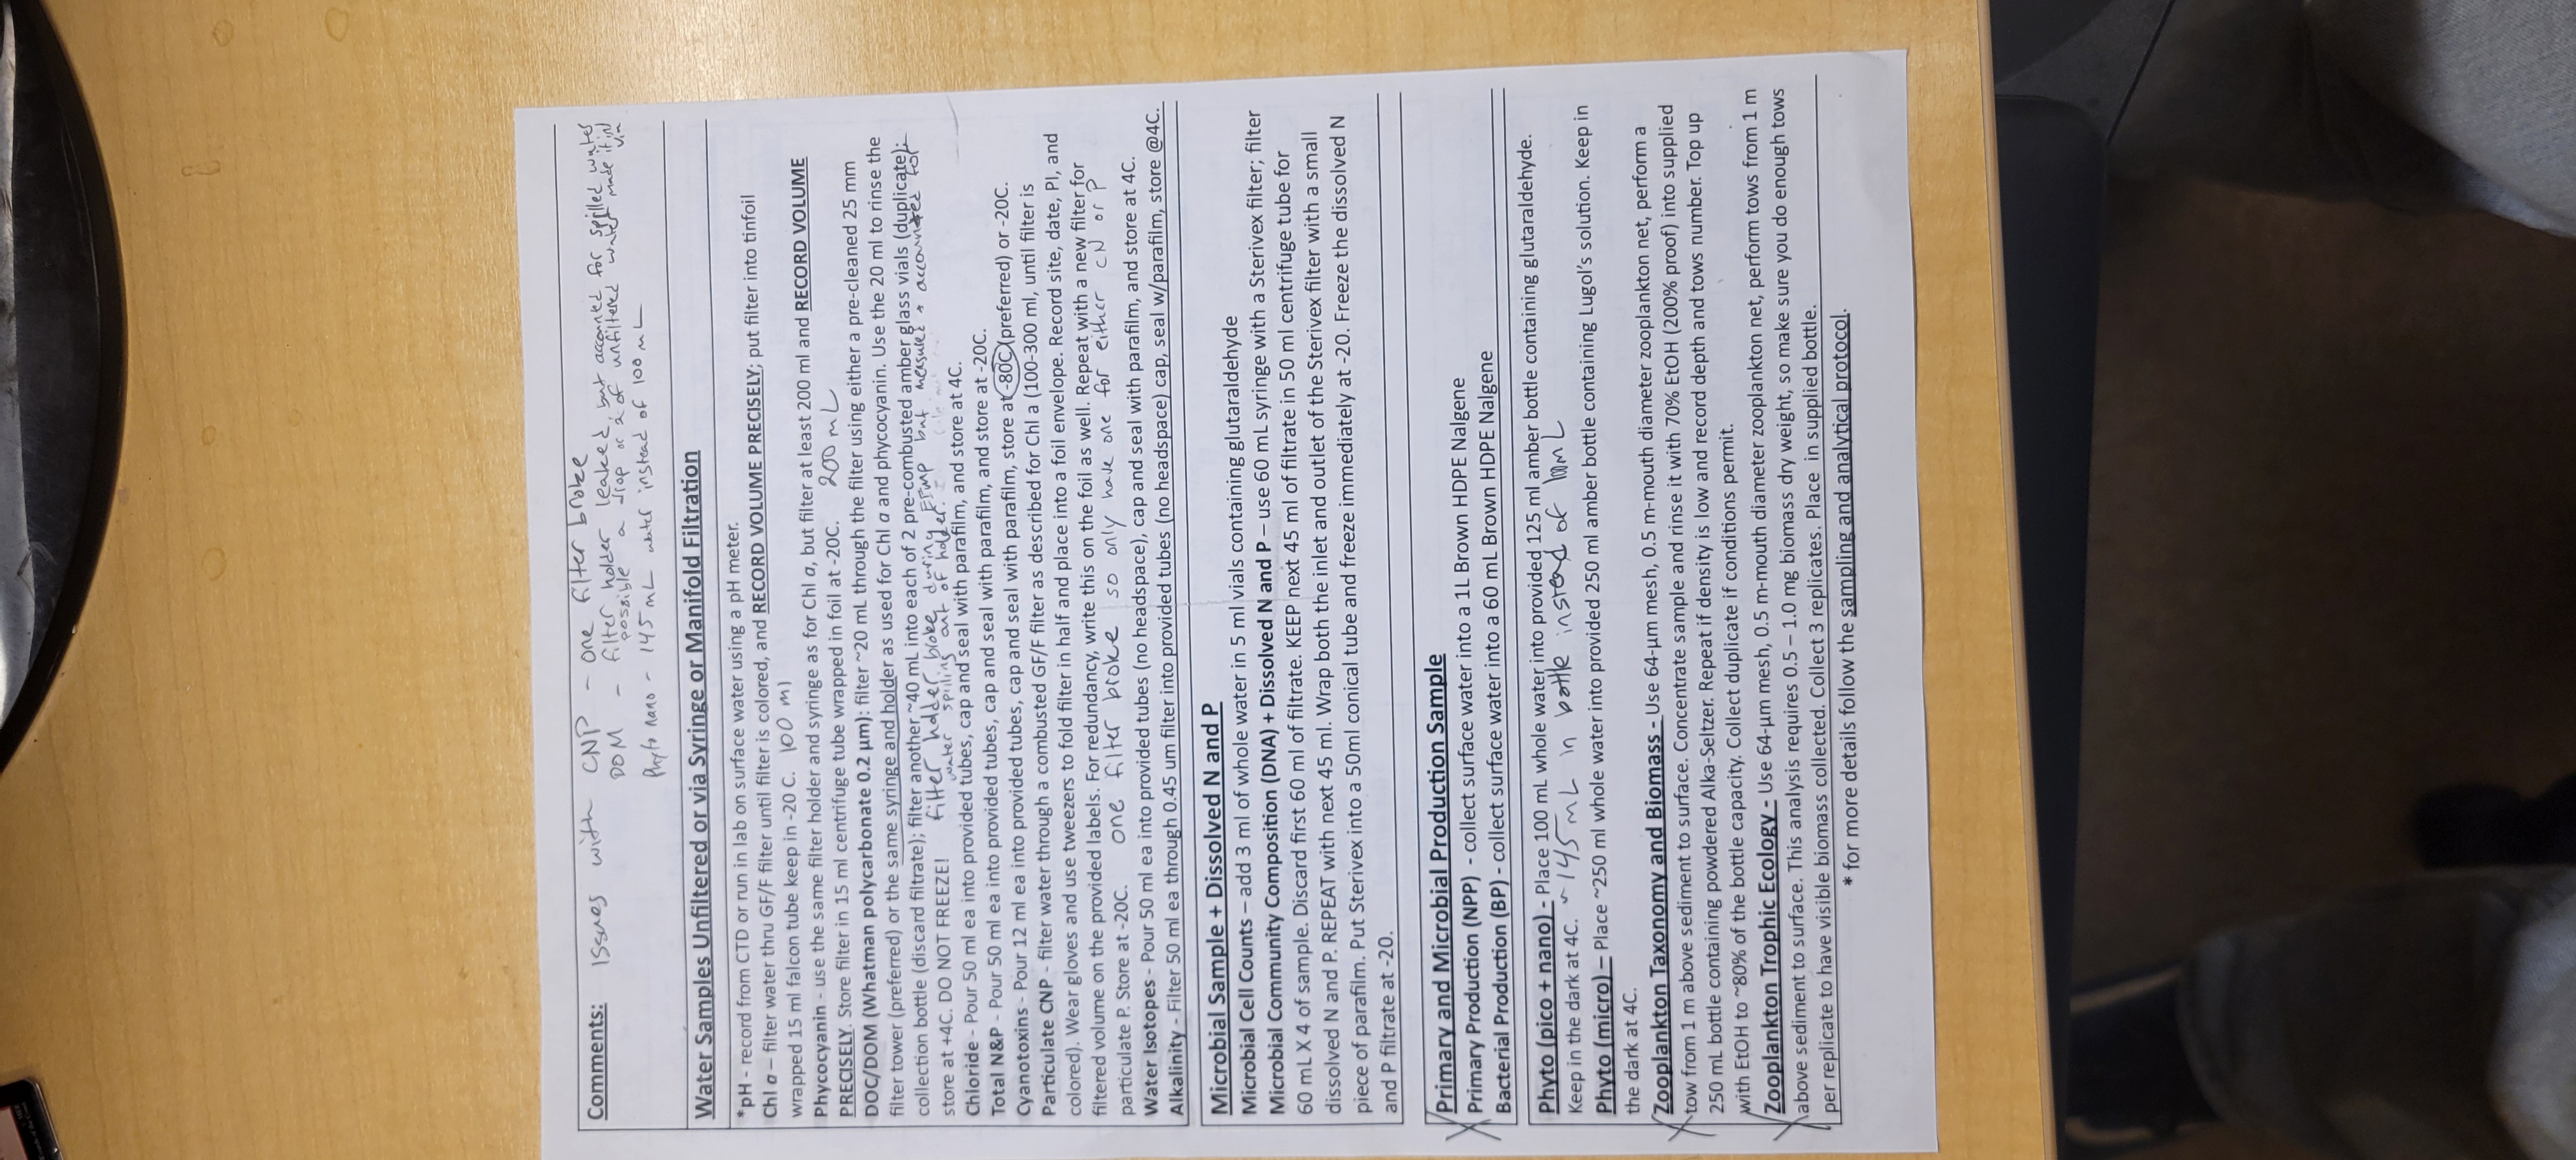 Comments: Issues with CNP - one filter broke
DOM - filter holder leaked, but accounted for spilled water
possible a drop or 2 of unfiltered water made it in
Phyto nano - 145 mL water instead of 100 mL
Water Samples Unfiltered or via Syringe or Manifold Filtration
*pH - record from CTD or run in lab on surface water using a pH meter.
Chl a – filter water thru GF/F filter until filter is colored, and RECORD VOLUME PRECISELY; put filter into tinfoil
wrapped 15 ml falcon tube keep in -20 C. 100 ml
Phycocyanin - use the same filter holder and syringe as for Chl a, but filter at least 200 ml and RECORD VOLUME
PRECISELY. Store filter in 15 ml centrifuge tube wrapped in foil at -20C. 200 mL
DOC/DOM (Whatman polycarbonate 0.2 µm): filter ~20 mL through the filter using either a pre-cleaned 25 mm
filter tower (preferred) or the same syringe and holder as used for Chl a and phycocyanin. Use the 20 ml to rinse the
collection bottle (discard filtrate); filter another ~40 mL into each of 2 pre-combusted amber glass vials (duplicate);
store at +4C. DO NOT FREEZE! filter holder broke during but measured + accounted for
water spilling out of holder.
Chloride - Pour 50 ml ea into provided tubes, cap and seal with parafilm, and store at 4C.
Total N&P - Pour 50 ml ea into provided tubes, cap and seal with parafilm, and store at -20C.
Cyanotoxins - Pour 12 ml ea into provided tubes, cap and seal with parafilm, store at -80C (preferred) or -20C.
Particulate CNP - filter water through a combusted GF/F filter as described for Chl a (100-300 ml, until filter is
colored). Wear gloves and use tweezers to fold filter in half and place into a foil envelope. Record site, date, PI, and
filtered volume on the provided labels. For redundancy, write this on the foil as well. Repeat with a new filter for
particulate P. Store at -20C. one filter broke so only have one for either CN or P
Water Isotopes - Pour 50 ml ea into provided tubes (no headspace), cap and seal with parafilm, and store at 4C.
Alkalinity - Filter 50 ml ea through 0.45 um filter into provided tubes (no headspace) cap, seal w/parafilm, store @4C.
Microbial Sample + Dissolved N and P
Microbial Cell Counts – add 3 ml of whole water in 5 ml vials containing glutaraldehyde
Microbial Community Composition (DNA) + Dissolved N and P – use 60 mL syringe with a Sterivex filter; filter
60 mL X 4 of sample. Discard first 60 ml of filtrate. KEEP next 45 ml of filtrate in 50 ml centrifuge tube for
dissolved N and P. REPEAT with next 45 ml. Wrap both the inlet and outlet of the Sterivex filter with a small
piece of parafilm. Put Sterivex into a 50ml conical tube and freeze immediately at -20. Freeze the dissolved N
and P filtrate at -20.
Primary and Microbial Production Sample
Primary Production (NPP) - collect surface water into a 1L Brown HDPE Nalgene
Bacterial Production (BP) - collect surface water into a 60 mL Brown HDPE Nalgene
Phyto (pico + nano) - Place 100 mL whole water into provided 125 ml amber bottle containing glutaraldehyde.
Keep in the dark at 4C. ~145 mL in bottle instead of 100mL
Phyto (micro) – Place ~250 ml whole water into provided 250 ml amber bottle containing Lugol's solution. Keep in
the dark at 4C.
Zooplankton Taxonomy and Biomass - Use 64-µm mesh, 0.5 m-mouth diameter zooplankton net, perform a
tow from 1 m above sediment to surface. Concentrate sample and rinse it with 70% EtOH (200% proof) into supplied
250 mL bottle containing powdered Alka-Seltzer. Repeat if density is low and record depth and tows number. Top up
with EtOH to ~80% of the bottle capacity. Collect duplicate if conditions permit.
Zooplankton Trophic Ecology - Use 64-µm mesh, 0.5 m-mouth diameter zooplankton net, perform tows from 1 m
above sediment to surface. This analysis requires 0.5 – 1.0 mg biomass dry weight, so make sure you do enough tows
per replicate to have visible biomass collected. Collect 3 replicates. Place in supplied bottle.
* for more details follow the sampling and analytical protocol.